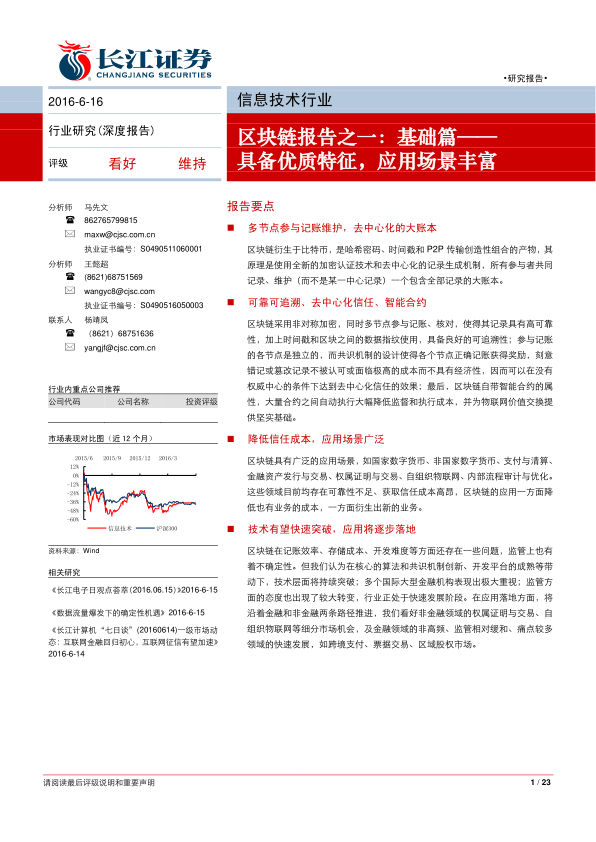 长江证券
CHANGJIANG SECURITIES
•研究报告•
2016-6-16
信息技术行业
行业研究(深度报告)
评级 看好 维持
区块链报告之一：基础篇——
具备优质特征，应用场景丰富
分析师 马先文
862765799815
maxw@cjsc.com.cn
执业证书编号：S0490511060001
分析师 王懿超
(8621)68751569
wangyc8@cjsc.com.cn
执业证书编号：S0490516050003
联系人 杨靖凤
（8621）68751636
yangjf@cjsc.com.cn
行业内重点公司推荐
公司代码 公司名称 投资评级
市场表现对比图（近 12 个月）
2015/6 2015/9 2015/12 2016/3
12%
0%
-12%
-24%
-36%
-48%
-60%
信息技术 沪深300
资料来源：Wind
相关研究
《长江电子日观点荟萃(2016.06.15)》2016-6-15
《数据流量爆发下的确定性机遇》2016-6-15
《长江计算机“七日谈”(20160614)一级市场动
态：互联网金融回归初心，互联网征信有望加速》
2016-6-14
报告要点
■ 多节点参与记账维护，去中心化的大账本
区块链衍生于比特币，是哈希密码、时间戳和 P2P 传输创造性组合的产物，其
原理是使用全新的加密认证技术和去中心化的记录生成机制，所有参与者共同
记录、维护（而不是某一中心记录）一个包含全部记录的大账本。
■ 可靠可追溯、去中心化信任、智能合约
区块链采用非对称加密，同时多节点参与记账、核对，使得其记录具有高可靠
性，加上时间戳和区块之间的数据指纹使用，具备良好的可追溯性；参与记账
的各节点是独立的，而共识机制的设计使得各个节点正确记账获得奖励，刻意
错记或篡改记录不被认可或面临极高的成本而不具有经济性，因而可以在没有
权威中心的条件下达到去中心化信任的效果；最后，区块链自带智能合约的属
性，大量合约之间自动执行大幅降低监督和执行成本，并为物联网价值交换提
供坚实基础。
■ 降低信任成本，应用场景广泛
区块链具有广泛的应用场景，如国家数字货币、非国家数字货币、支付与清算、
金融资产发行与交易、权属证明与交易、自组织物联网、内部流程审计与优化。
这些领域目前均存在可靠性不足、获取信任成本高昂，区块链的应用一方面降
低也有业务的成本，一方面衍生出新的业务。
■ 技术有望快速突破，应用将逐步落地
区块链在记账效率、存储成本、开发难度等方面还存在一些问题，监管上也有
着不确定性。但我们认为在核心的算法和共识机制创新、开发平台的成熟等带
动下，技术层面将持续突破；多个国际大型金融机构表现出极大重视；监管方
面的态度也出现了较大转变，行业正处于快速发展阶段。在应用落地方面，将
沿着金融和非金融两条路径推进，我们看好非金融领域的权属证明与交易、自
组织物联网等细分市场机会，及金融领域的非高频、监管相对缓和、痛点较多
领域的快速发展，如跨境支付、票据交易、区域股权市场。
请阅读最后评级说明和重要声明
1 / 23